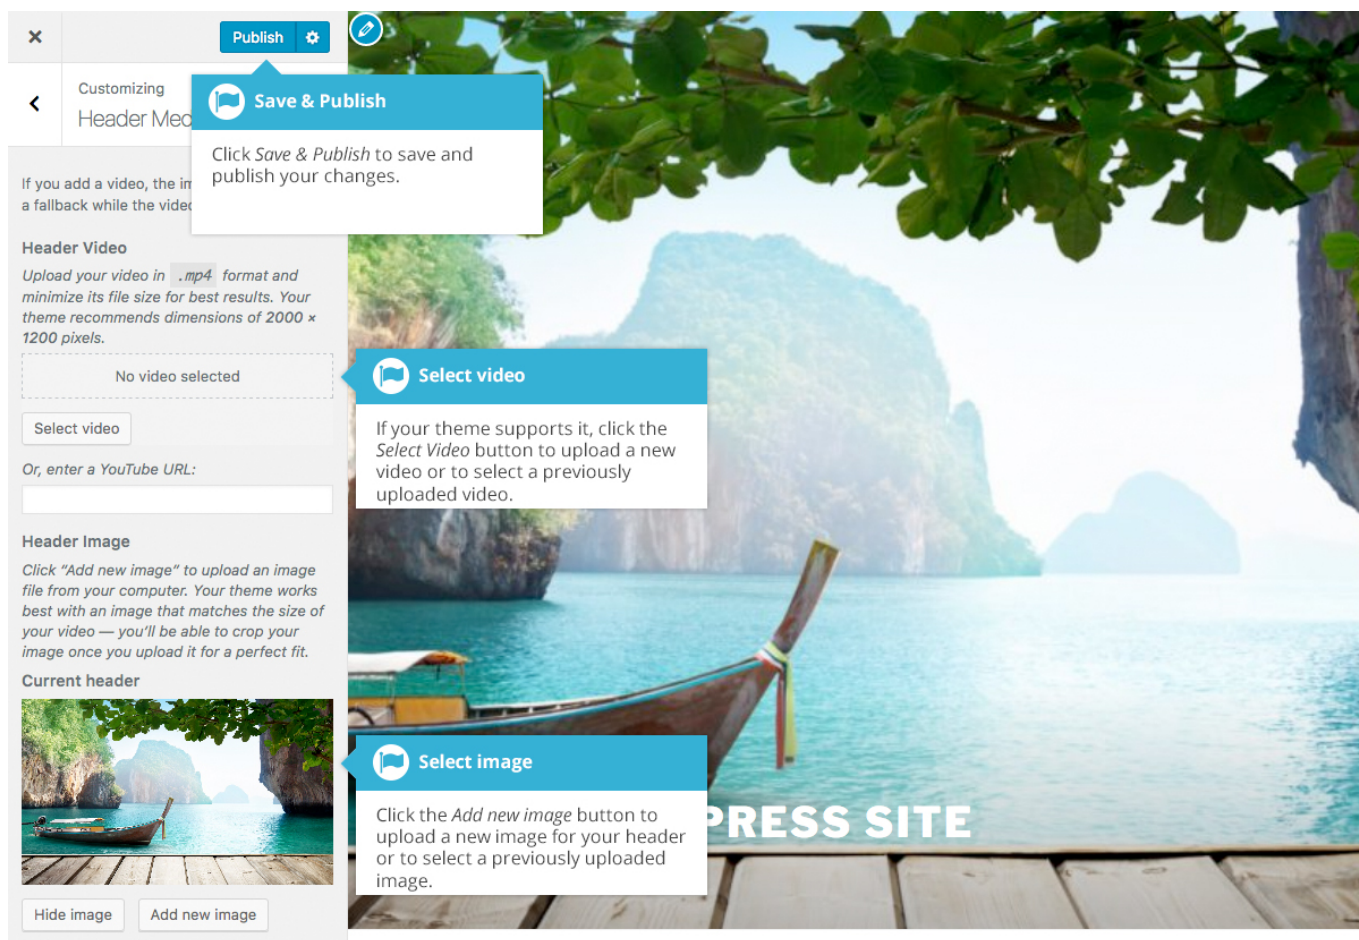 Publish
Customizing
Header Med
Save & Publish
Click Save & Publish to save and
publish your changes.
If you add a video, the im
a fallback while the video
Header Video
Upload your video in .mp4 format and
minimize its file size for best results. Your
theme recommends dimensions of 2000 ×
1200 pixels.
No video selected
Select video
Or, enter a YouTube URL:
Select video
If your theme supports it, click the
Select Video button to upload a new
video or to select a previously
uploaded video.
Header Image
Click “Add new image” to upload an image
file from your computer. Your theme works
best with an image that matches the size of
your video — you’ll be able to crop your
image once you upload it for a perfect fit.
Current header
Select image
Click the Add new image button to
upload a new image for your header
or to select a previously uploaded
image.
PRESS SITE
Hide image
Add new image